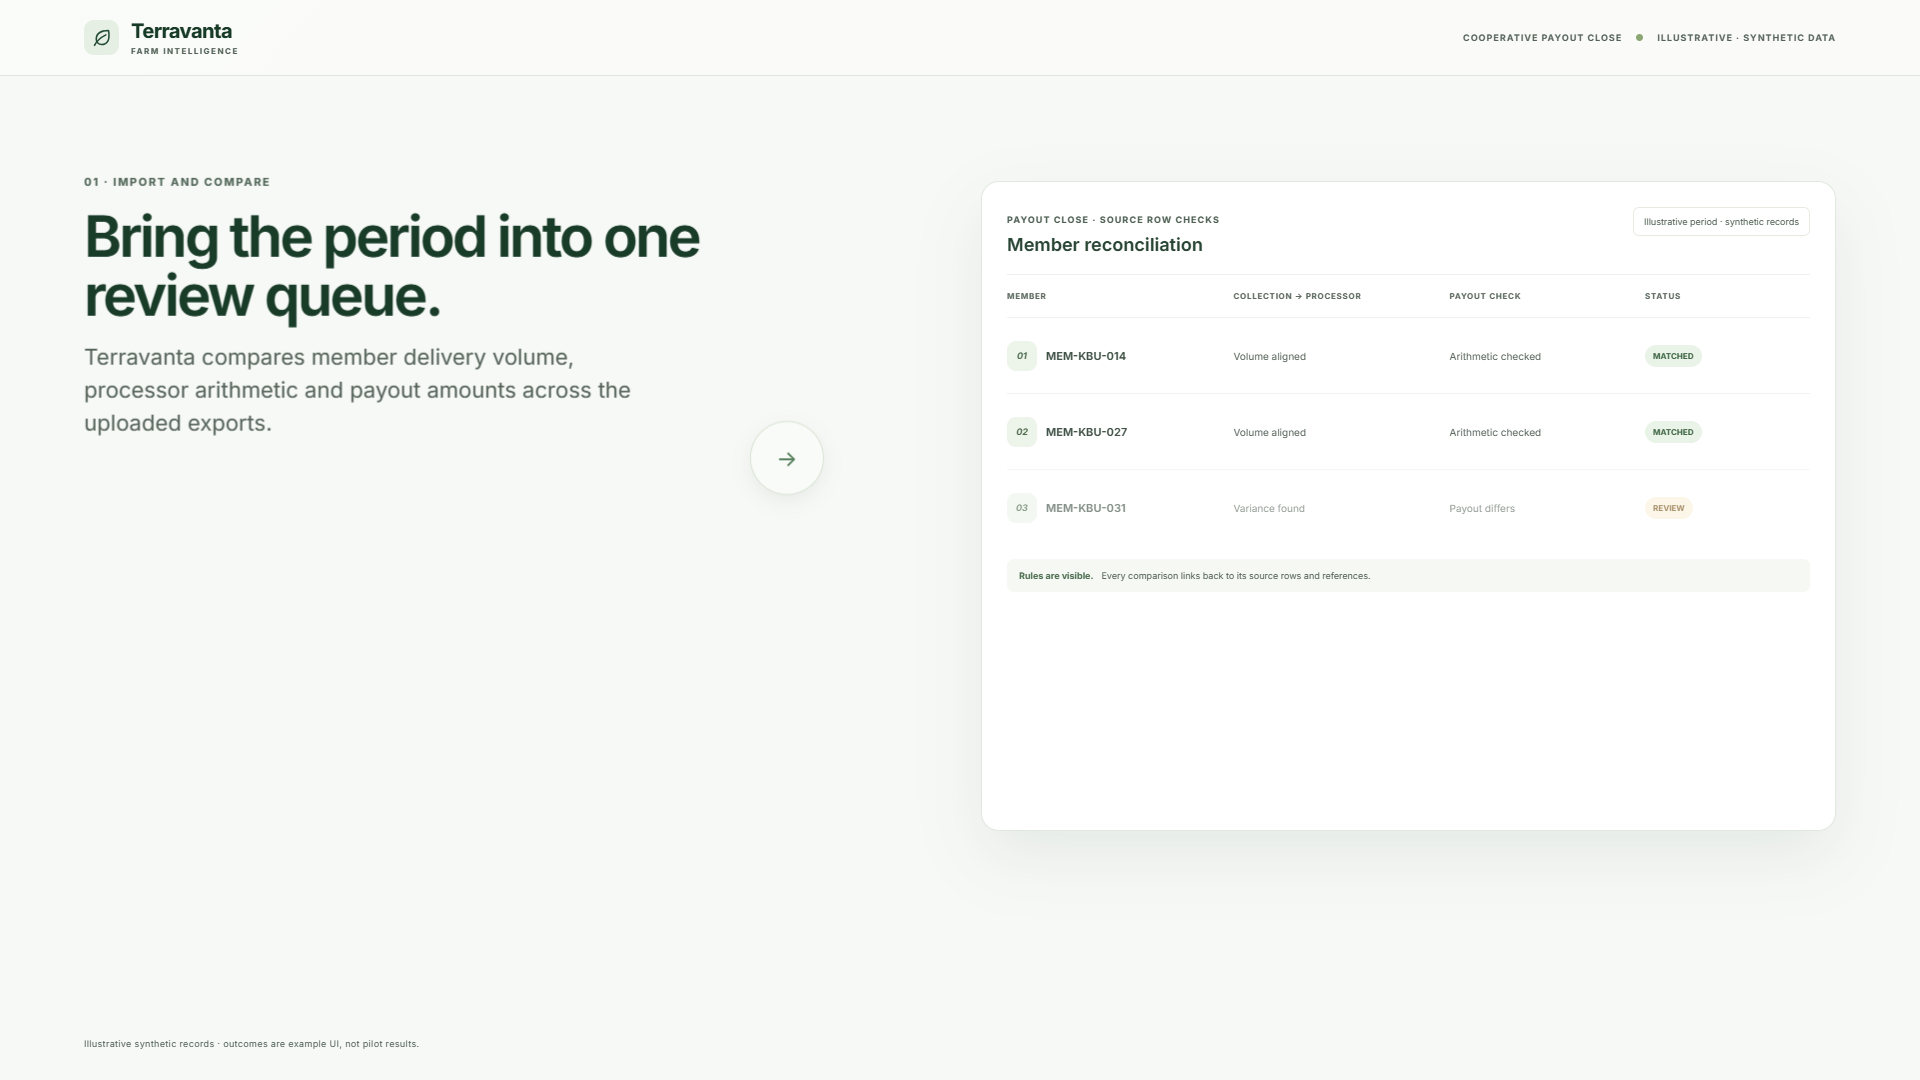 Terravanta
FARM INTELLIGENCE
COOPERATIVE PAYOUT CLOSE
ILLUSTRATIVE · SYNTHETIC DATA
01 · IMPORT AND COMPARE
Bring the period into one
review queue.
Terravanta compares member delivery volume,
processor arithmetic and payout amounts across the
uploaded exports.
→
PAYOUT CLOSE · SOURCE ROW CHECKS
Member reconciliation
Illustrative period · synthetic records
MEMBER COLLECTION → PROCESSOR PAYOUT CHECK STATUS
01 MEM-KBU-014 Volume aligned Arithmetic checked MATCHED
02 MEM-KBU-027 Volume aligned Arithmetic checked MATCHED
03 MEM-KBU-031 Variance found Payout differs REVIEW
Rules are visible. Every comparison links back to its source rows and references.
Illustrative synthetic records · outcomes are example UI, not pilot results.